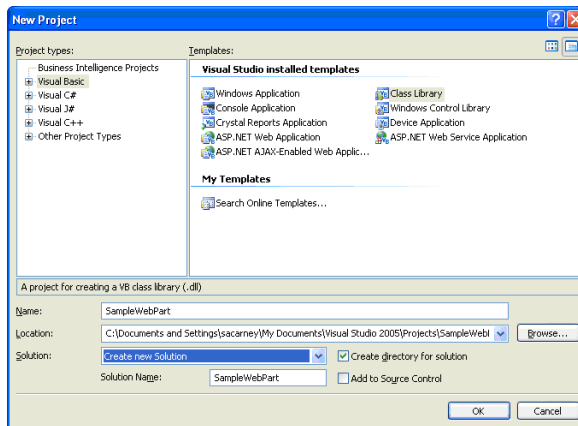 New Project
Project types:
Templates:
Business Intelligence Projects
Visual Basic
Visual C#
Visual J#
Visual C++
Other Project Types
Visual Studio installed templates
Windows Application
Class Library
Console Application
Windows Control Library
Crystal Reports Application
Device Application
ASP.NET Web Application
ASP.NET Web Service Application
ASP.NET AJAX-Enabled Web Applic...
My Templates
Search Online Templates...
A project for creating a VB class library (.dll)
Name: SampleWebPart
Location: C:\Documents and Settings\sacarney\My Documents\Visual Studio 2005\Projects\SampleWebI Browse...
Solution: Create new Solution Create directory for solution
Solution Name: SampleWebPart Add to Source Control
OK Cancel